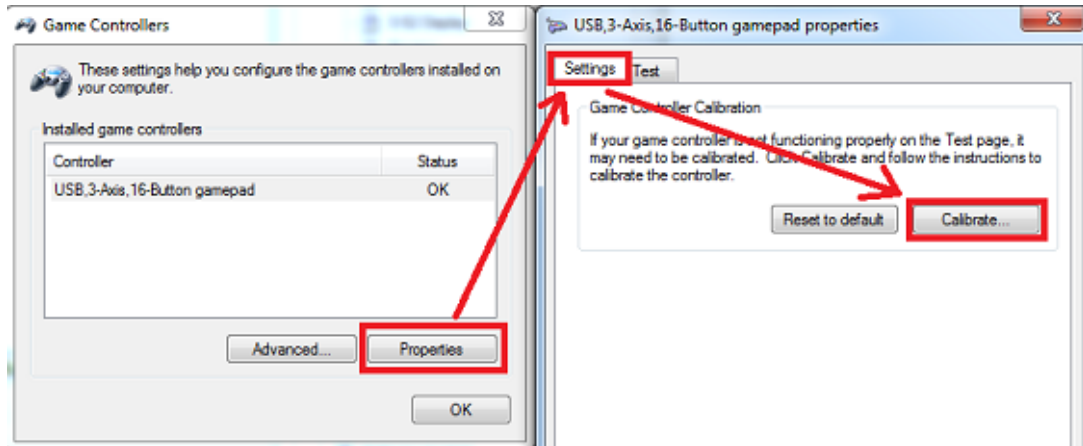 Game Controllers
These settings help you configure the game controllers installed on
your computer.
Installed game controllers
Controller Status
USB,3-Axis,16-Button gamepad OK
Advanced... Properties
OK
USB,3-Axis,16-Button gamepad properties
Settings Test
Game Controller Calibration
If your game controller is not functioning properly on the Test page, it
may need to be calibrated. Click Calibrate and follow the instructions to
calibrate the controller.
Reset to default Calibrate...